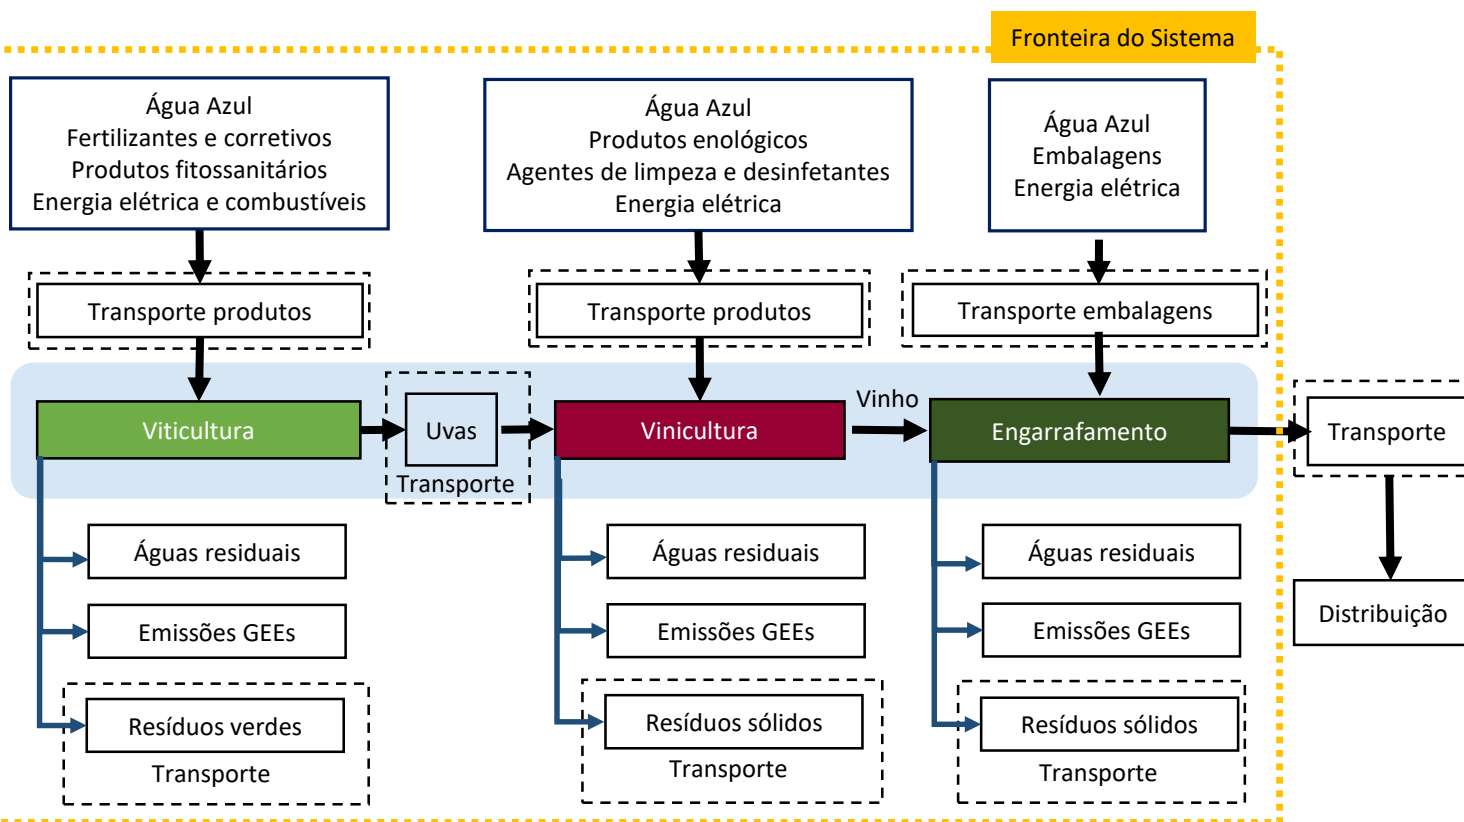 Fronteira do Sistema
Água Azul
Fertilizantes e corretivos
Produtos fitossanitários
Energia elétrica e combustíveis
Água Azul
Produtos enológicos
Agentes de limpeza e desinfetantes
Energia elétrica
Água Azul
Embalagens
Energia elétrica
Transporte produtos
Transporte produtos
Transporte embalagens
Viticultura
Uvas
Transporte
Vinicultura
Vinho
Engarrafamento
Transporte
Águas residuais
Águas residuais
Águas residuais
Emissões GEEs
Emissões GEEs
Emissões GEEs
Distribuição
Resíduos verdes
Transporte
Resíduos sólidos
Transporte
Resíduos sólidos
Transporte